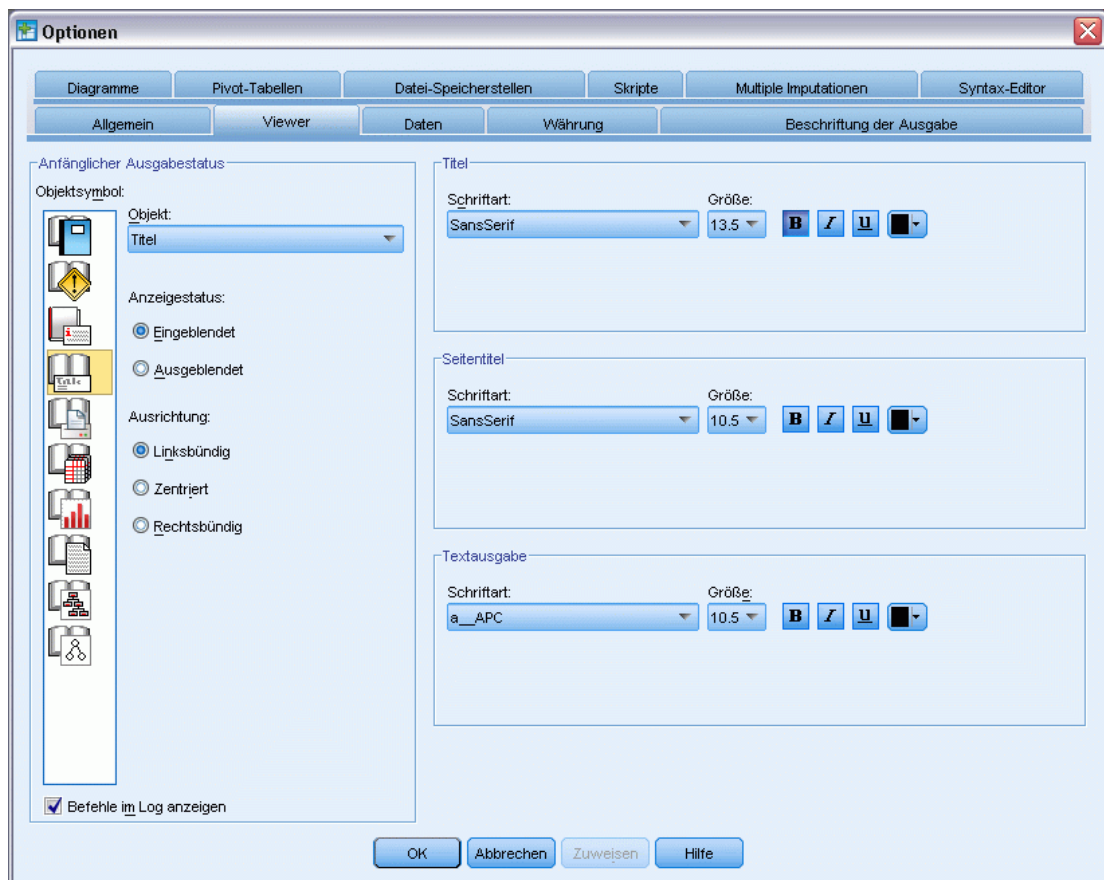 Optionen
Diagramme
Pivot-Tabellen
Datei-Speicherstellen
Skripte
Multiple Imputationen
Syntax-Editor
Allgemein
Viewer
Daten
Währung
Beschriftung der Ausgabe
Anfänglicher Ausgabestatus
Objektsymbol:
Objekt:
Titel
Anzeigestatus:
Eingeblendet
Ausgeblendet
Ausrichtung:
Linksbündig
Zentriert
Rechtsbündig
Befehle im Log anzeigen
Titel
Schriftart:
Größe:
SansSerif
13.5
B
I
U
Seitentitel
Schriftart:
Größe:
SansSerif
10.5
B
I
U
Textausgabe
Schriftart:
Größe:
a__APC
10.5
B
I
U
OK
Abbrechen
Zuweisen
Hilfe